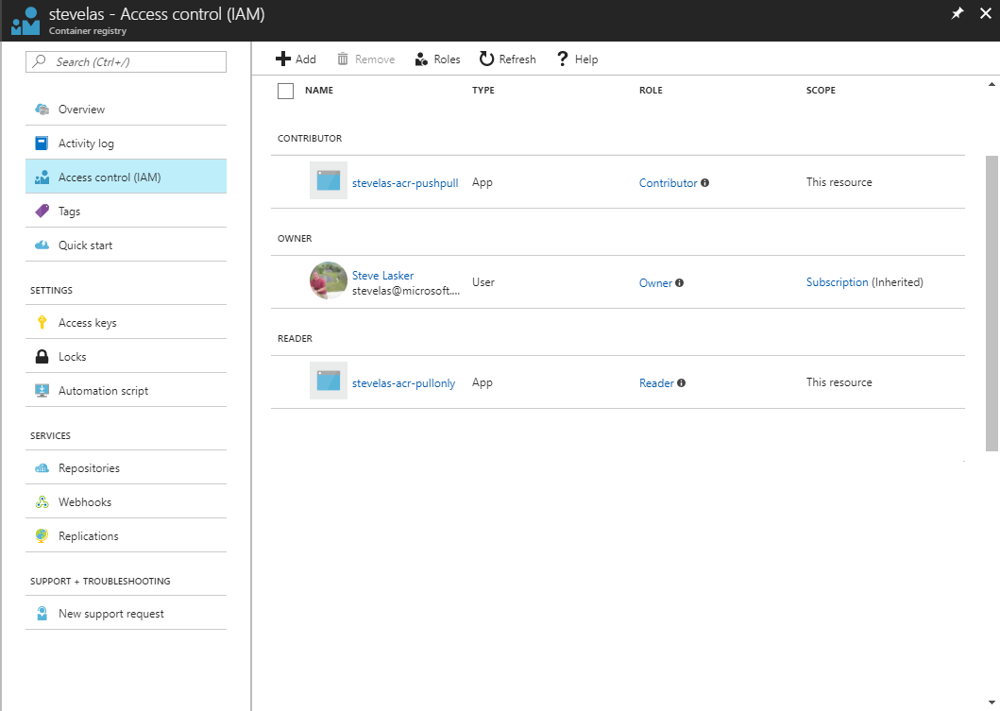 stevelas - Access control (IAM)
Container registry
Search (Ctrl+/)
Overview
Activity log
Access control (IAM)
Tags
Quick start
SETTINGS
Access keys
Locks
Automation script
SERVICES
Repositories
Webhooks
Replications
SUPPORT + TROUBLESHOOTING
New support request
Add Remove Roles Refresh ? Help
NAME TYPE ROLE SCOPE
CONTRIBUTOR
stevelas-acr-pushpull App Contributor This resource
OWNER
Steve Lasker
stevelas@microsoft.... User Owner Subscription (Inherited)
READER
stevelas-acr-pullonly App Reader This resource